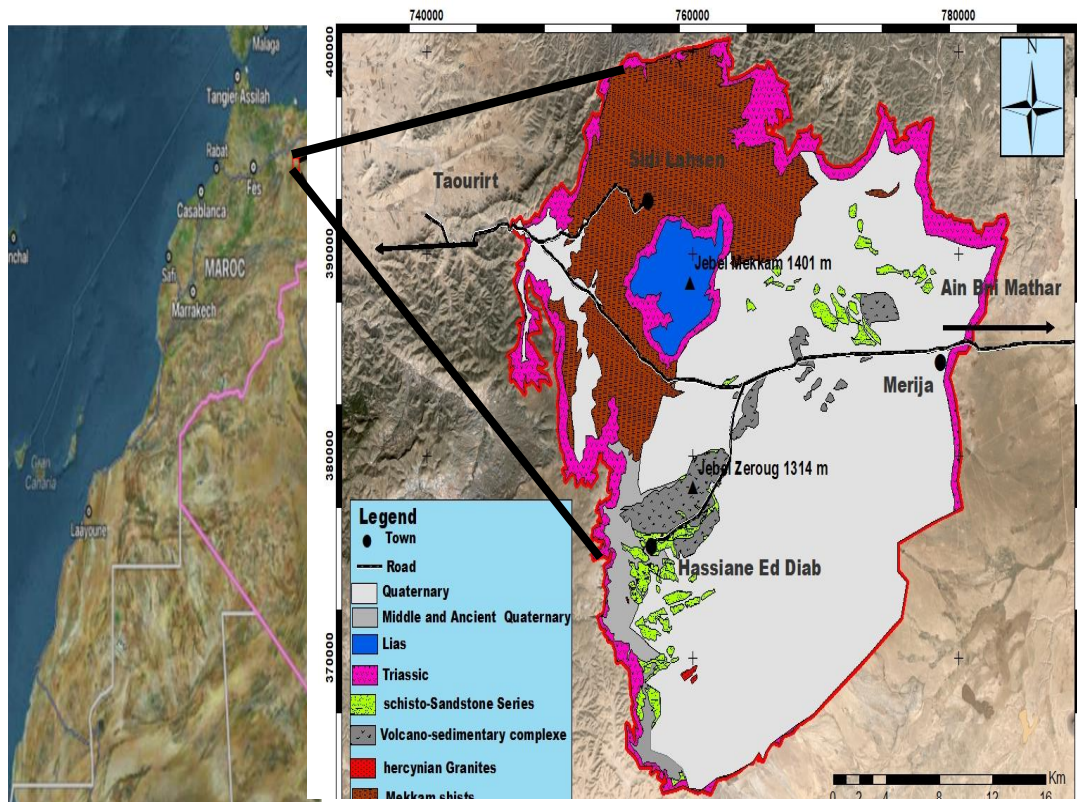 Malaga
Tangier Assilah
Rabat
Fès
Casablanca
MAROC
Safi
Marrakech
nchal
Gran
Canaria
Laayoune
740000
760000
780000
400000
390000
380000
370000
N
Sidi Lahsen
Taourirt
Jebel Mekkam 1401 m
Ain Bni Mathar
Merija
Jebel Zeroug 1314 m
Hassiane Ed Diab
Legend
Town
Road
Quaternary
Middle and Ancient Quaternary
Lias
Triassic
schisto-Sandstone Series
Volcano-sedimentary complexe
hercynian Granites
Mekkam shists
Km
0 2 4 8 12 16